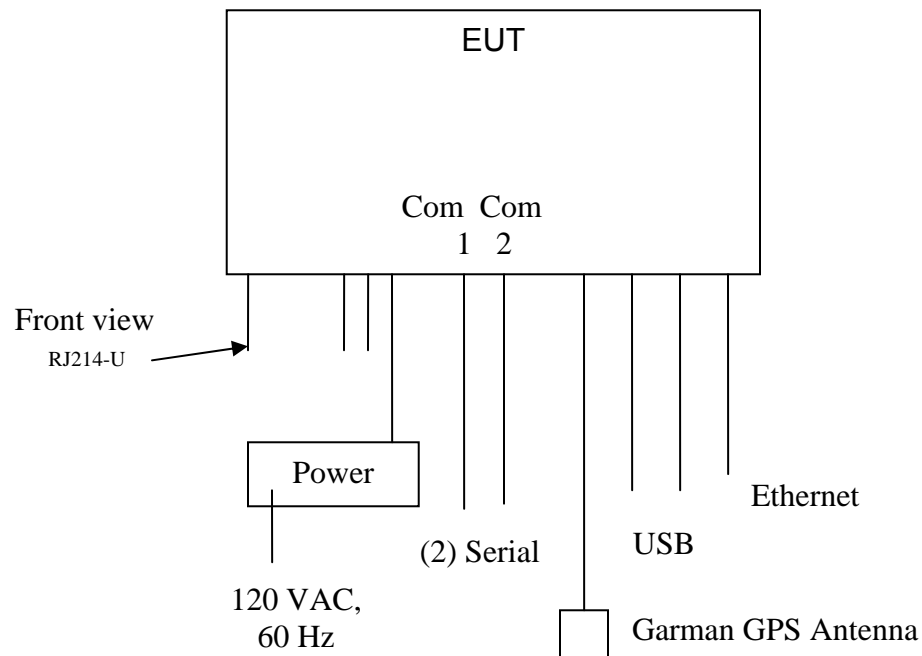 EUT
Com Com
1 2
Front view
RJ214-U
Power
Ethernet
(2) Serial
USB
120 VAC,
60 Hz
Garman GPS Antenna